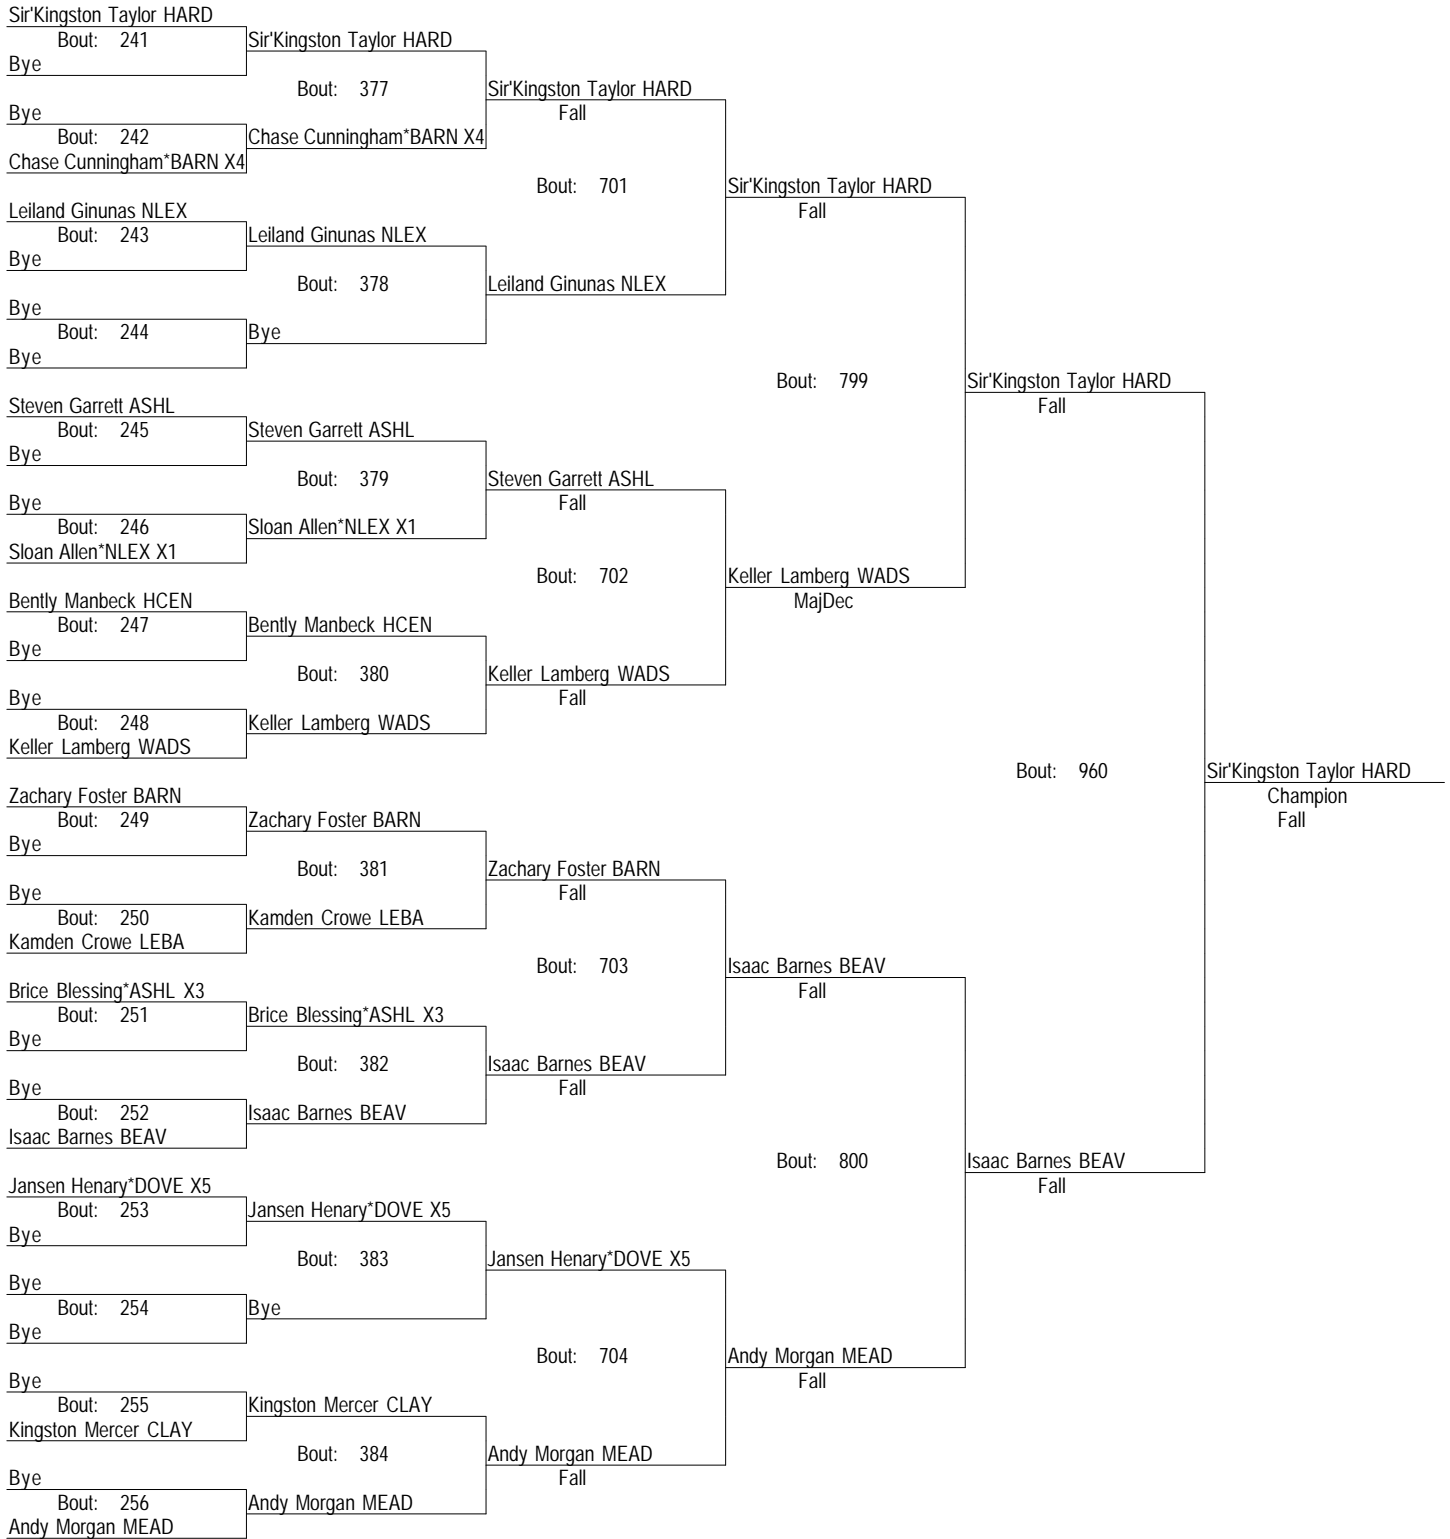 Sir'Kingston Taylor HARD
Bout: 241
Sir'Kingston Taylor HARD
Bye
Bout: 377
Sir'Kingston Taylor HARD
Bye
Fall
Bout: 242
Chase Cunningham*BARN X4
Chase Cunningham*BARN X4
Bout: 701
Sir'Kingston Taylor HARD
Leiland Ginunas NLEX
Fall
Bout: 243
Leiland Ginunas NLEX
Bye
Bout: 378
Leiland Ginunas NLEX
Bye
Bout: 244
Bye
Bye
Bout: 799
Sir'Kingston Taylor HARD
Steven Garrett ASHL
Fall
Bout: 245
Steven Garrett ASHL
Bye
Bout: 379
Steven Garrett ASHL
Bye
Fall
Bout: 246
Sloan Allen*NLEX X1
Sloan Allen*NLEX X1
Bout: 702
Keller Lamberg WADS
Bently Manbeck HCEN
MajDec
Bout: 247
Bently Manbeck HCEN
Bye
Bout: 380
Keller Lamberg WADS
Bye
Fall
Bout: 248
Keller Lamberg WADS
Keller Lamberg WADS
Bout: 960
Sir'Kingston Taylor HARD
Zachary Foster BARN
Champion
Bout: 249
Zachary Foster BARN
Fall
Bye
Bout: 381
Zachary Foster BARN
Bye
Fall
Bout: 250
Kamden Crowe LEBA
Kamden Crowe LEBA
Bout: 703
Isaac Barnes BEAV
Brice Blessing*ASHL X3
Fall
Bout: 251
Brice Blessing*ASHL X3
Bye
Bout: 382
Isaac Barnes BEAV
Bye
Fall
Bout: 252
Isaac Barnes BEAV
Isaac Barnes BEAV
Bout: 800
Isaac Barnes BEAV
Jansen Henary*DOVE X5
Fall
Bout: 253
Jansen Henary*DOVE X5
Bye
Bout: 383
Jansen Henary*DOVE X5
Bye
Bout: 254
Bye
Bye
Bout: 704
Andy Morgan MEAD
Bye
Fall
Bout: 255
Kingston Mercer CLAY
Kingston Mercer CLAY
Bout: 384
Andy Morgan MEAD
Bye
Fall
Bout: 256
Andy Morgan MEAD
Andy Morgan MEAD